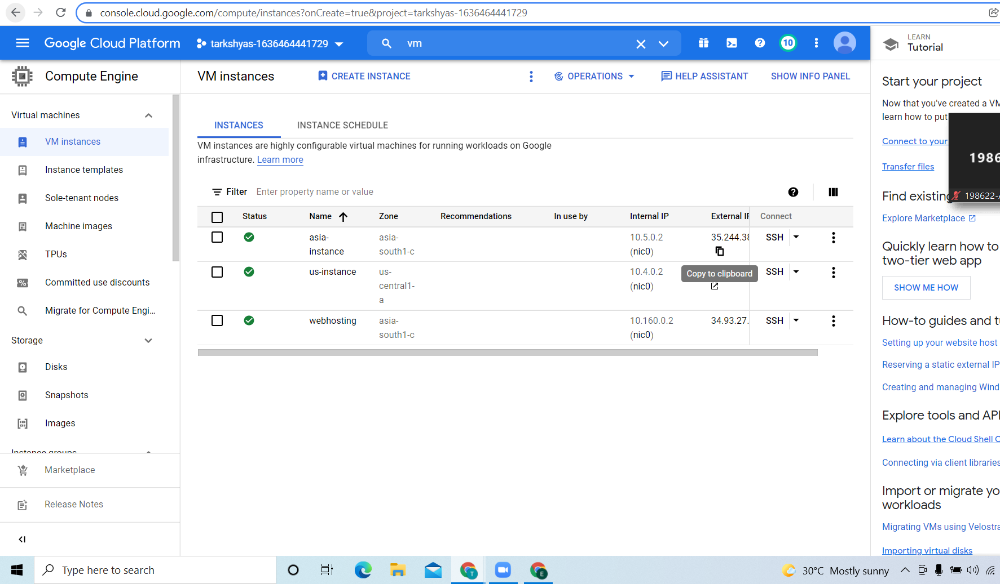 console.cloud.google.com/compute/instances?onCreate=true&project=tarkshyas-1636464441729
Google Cloud Platform
tarkshyas-1636464441729
vm
10
LEARN
Tutorial
Compute Engine
VM instances
CREATE INSTANCE
OPERATIONS
HELP ASSISTANT
SHOW INFO PANEL
Virtual machines
VM instances
Instance templates
Sole-tenant nodes
Machine images
TPUs
Committed use discounts
Migrate for Compute Engi...
Storage
Disks
Snapshots
Images
Instance groups
Marketplace
Release Notes
INSTANCES
INSTANCE SCHEDULE
VM instances are highly configurable virtual machines for running workloads on Google
infrastructure. Learn more
Filter Enter property name or value
Status Name Zone Recommendations In use by Internal IP External IP Connect
asia-
instance
asia-
south1-c
10.5.0.2
(nic0)
35.244.38
SSH
us-instance
us-
central1-
a
10.4.0.2
(nic0)
Copy to clipboard
SSH
webhosting
asia-
south1-c
10.160.0.2
(nic0)
34.93.27.
SSH
Start your project
Now that you've created a VM
learn how to put
Connect to your
Transfer files
1986
198622-
Find existing
Explore Marketplace
Quickly learn how to
two-tier web app
SHOW ME HOW
How-to guides and tu
Setting up your website host
Reserving a static external IP
Creating and managing Wind
Explore tools and API
Learn about the Cloud Shell C
Connecting via client libraries
Import or migrate yo
workloads
Migrating VMs using Velostra
Importing virtual disks
Type here to search
T
E
30°C Mostly sunny